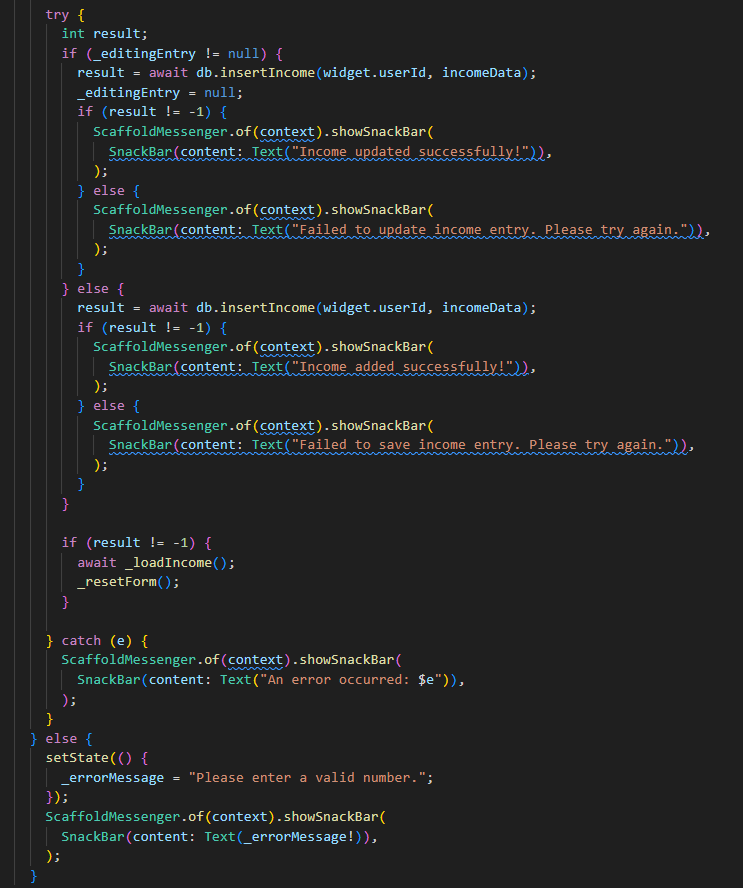 try {
int result;
if (_editingEntry != null) {
result = await db.insertIncome(widget.userId, incomeData);
_editingEntry = null;
if (result != -1) {
ScaffoldMessenger.of(context).showSnackBar(
SnackBar(content: Text("Income updated successfully!")),
);
} else {
ScaffoldMessenger.of(context).showSnackBar(
SnackBar(content: Text("Failed to update income entry. Please try again.")),
);
}
} else {
result = await db.insertIncome(widget.userId, incomeData);
if (result != -1) {
ScaffoldMessenger.of(context).showSnackBar(
SnackBar(content: Text("Income added successfully!")),
);
} else {
ScaffoldMessenger.of(context).showSnackBar(
SnackBar(content: Text("Failed to save income entry. Please try again.")),
);
}
}
if (result != -1) {
await _loadIncome();
_resetForm();
}
} catch (e) {
ScaffoldMessenger.of(context).showSnackBar(
SnackBar(content: Text("An error occurred: $e")),
);
}
} else {
setState(() {
_errorMessage = "Please enter a valid number.";
});
ScaffoldMessenger.of(context).showSnackBar(
SnackBar(content: Text(_errorMessage!)),
);
}